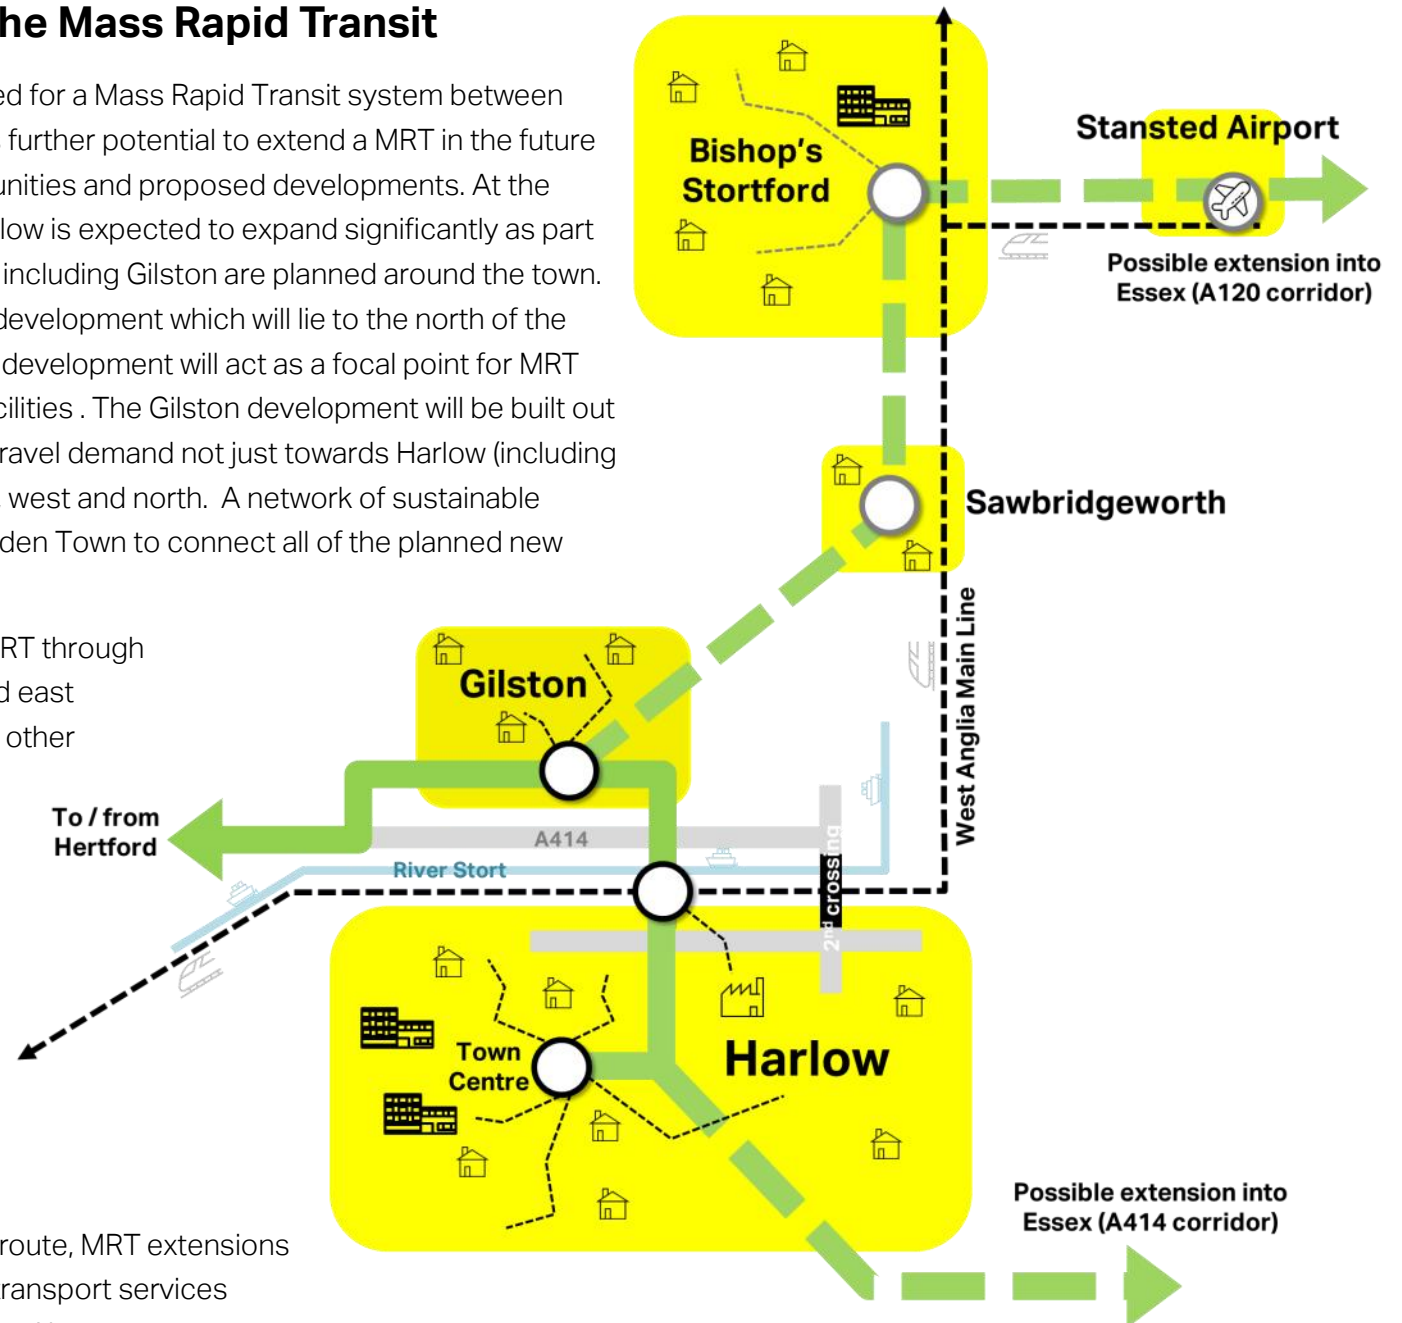 he Mass Rapid Transit
ed for a Mass Rapid Transit system between
further potential to extend a MRT in the future
unities and proposed developments. At the
low is expected to expand significantly as part
including Gilston are planned around the town.
development which will lie to the north of the
development will act as a focal point for MRT
cilities . The Gilston development will be built out
ravel demand not just towards Harlow (including
west and north. A network of sustainable
den Town to connect all of the planned new
RT through
d east
other
route, MRT extensions
transport services
Bishop's
Stortford
Stansted Airport
Possible extension into
Essex (A120 corridor)
Sawbridgeworth
West Anglia Main Line
Gilston
To / from
Hertford
A414
River Stort
2nd crossing
Town
Centre
Harlow
Possible extension into
Essex (A414 corridor)